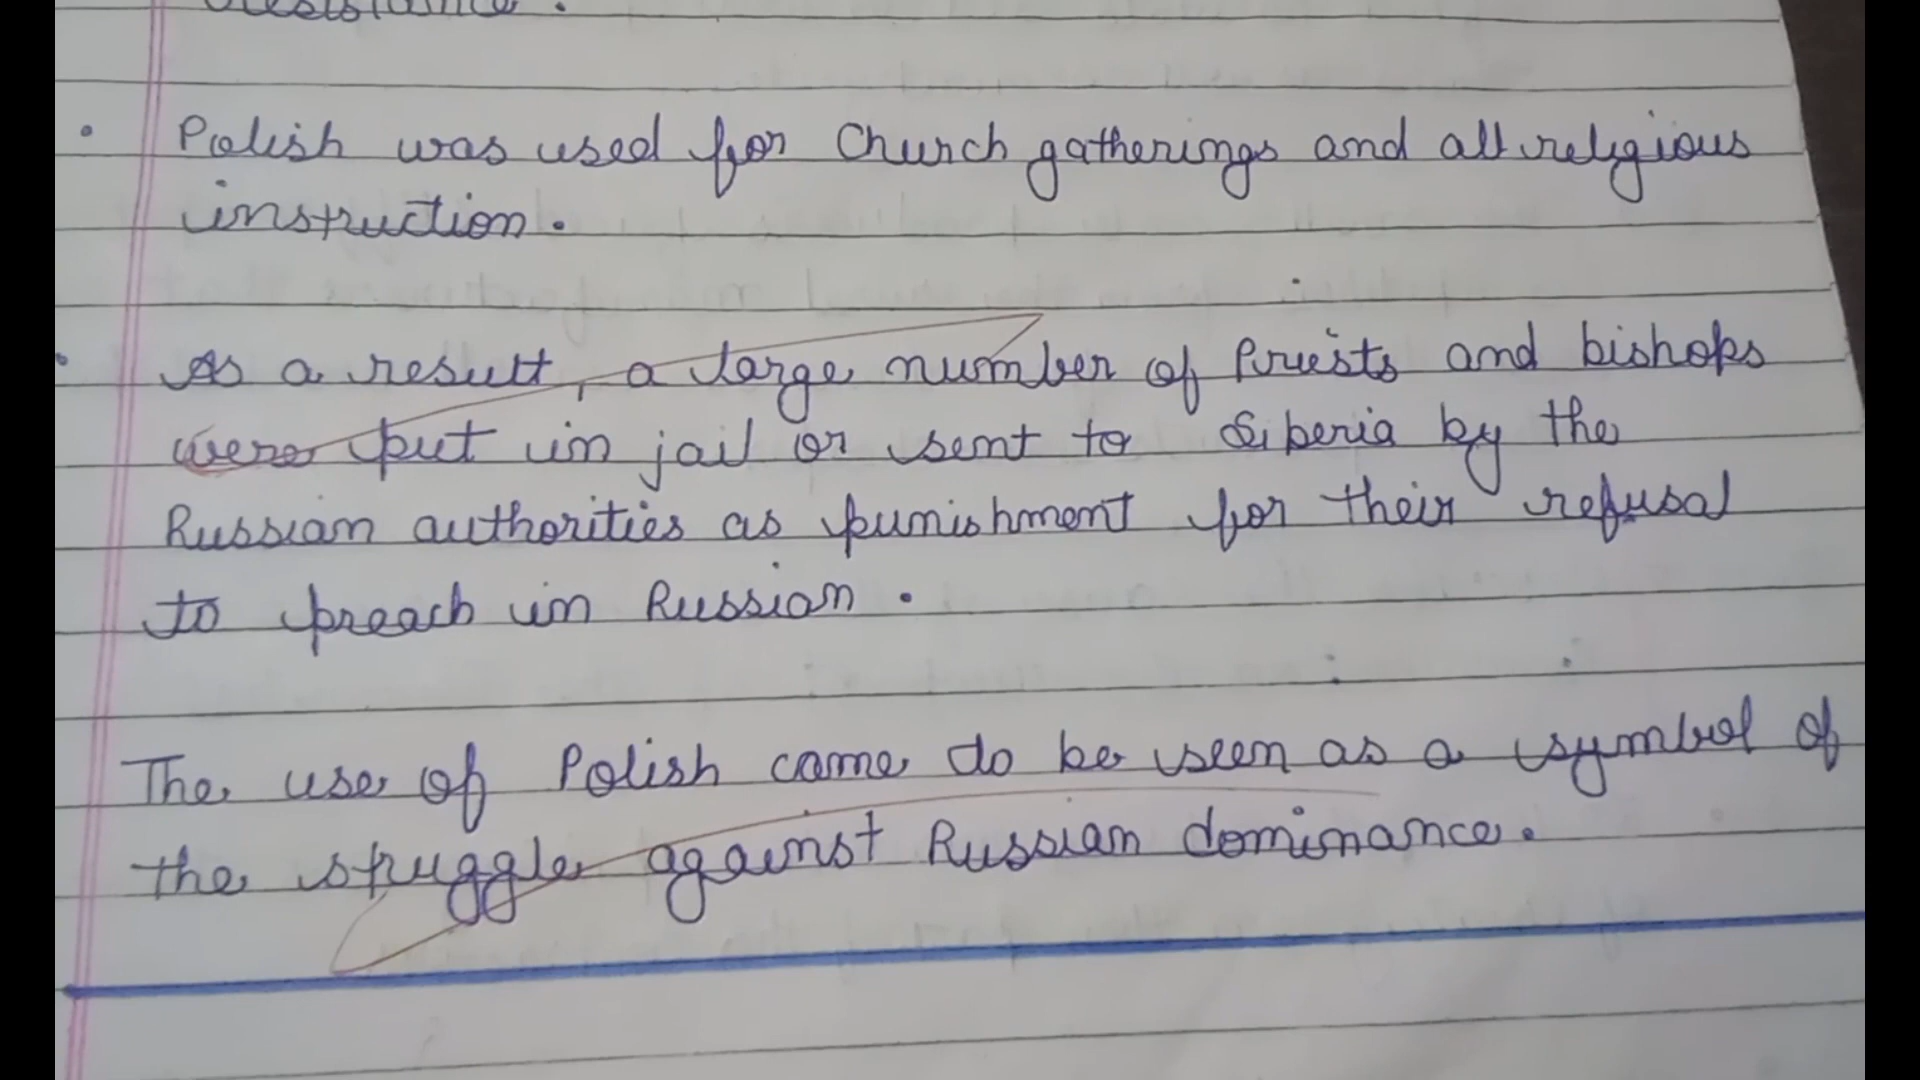 resistance.
• Polish was used for Church gatherings and all religious
instruction.
• As a result, a large number of Priests and bishops
were put in jail or sent to Siberia by the
Russian authorities as punishment for their refusal
to preach in Russian.
The use of Polish came to be seen as a symbol of
the struggle against Russian dominance.